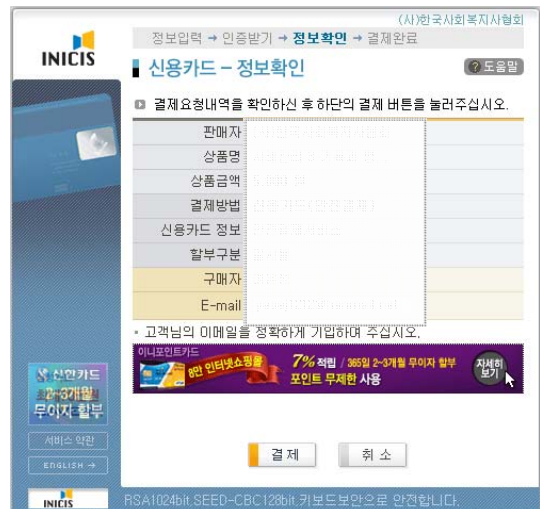 (사)한국사회복지사협회
INICIS
정보입력 → 인증받기 → 정보확인 → 결제완료
신용카드 – 정보확인
? 도움말
결제요청내역을 확인하신 후 하단의 결제 버튼을 눌러주십시오.
판매자
상품명
상품금액
결제방법
신용카드 정보
할부구분
구매자
E-mail
• 고객님의 이메일을 정확하게 기입하여 주십시오.
이니포인트카드
8만 인터넷쇼핑몰
7% 적립 / 365일 2~3개월 무이자 할부
포인트 무제한 사용
자세히
보기
신한카드
2~3개월
무이자 할부
서비스 약관
ENGLISH →
결제
취소
INICIS
RSA1024bit,SEED-CBC128bit,키보드보안으로 안전합니다.